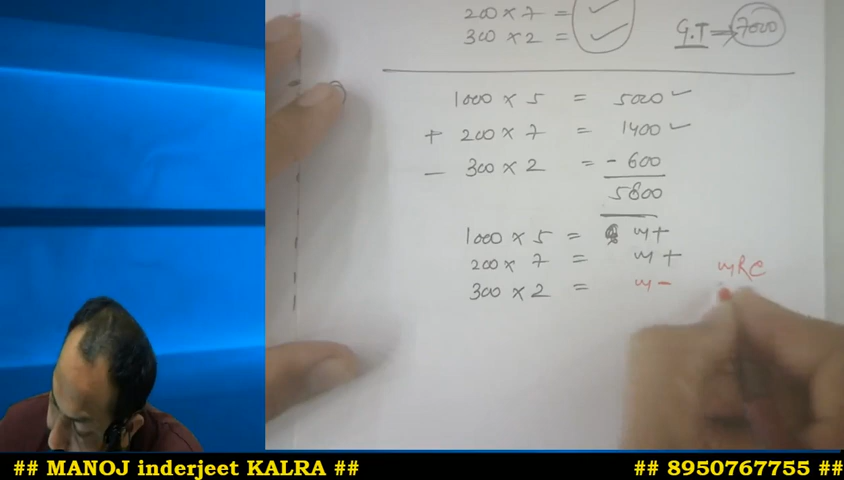 200 × 7 = ✓
300 × 2 = ✓
G.T ⇒ 7000
1000 × 5 = 5000 ✓
+ 200 × 7 = 1400 ✓
− 300 × 2 = − 600
5800
1000 × 5 = M+
200 × 7 = M+
300 × 2 = M−
MRC
## MANOJ inderjeet KALRA ##
## 8950767755 ##